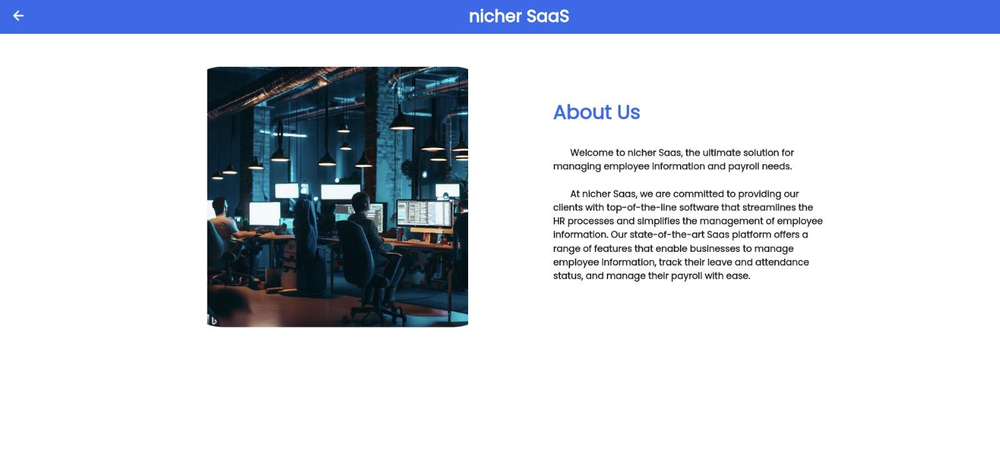 nicher SaaS
About Us
Welcome to nicher Saas, the ultimate solution for
managing employee information and payroll needs.
At nicher Saas, we are committed to providing our
clients with top-of-the-line software that streamlines the
HR processes and simplifies the management of employee
information. Our state-of-the-art Saas platform offers a
range of features that enable businesses to manage
employee information, track their leave and attendance
status, and manage their payroll with ease.